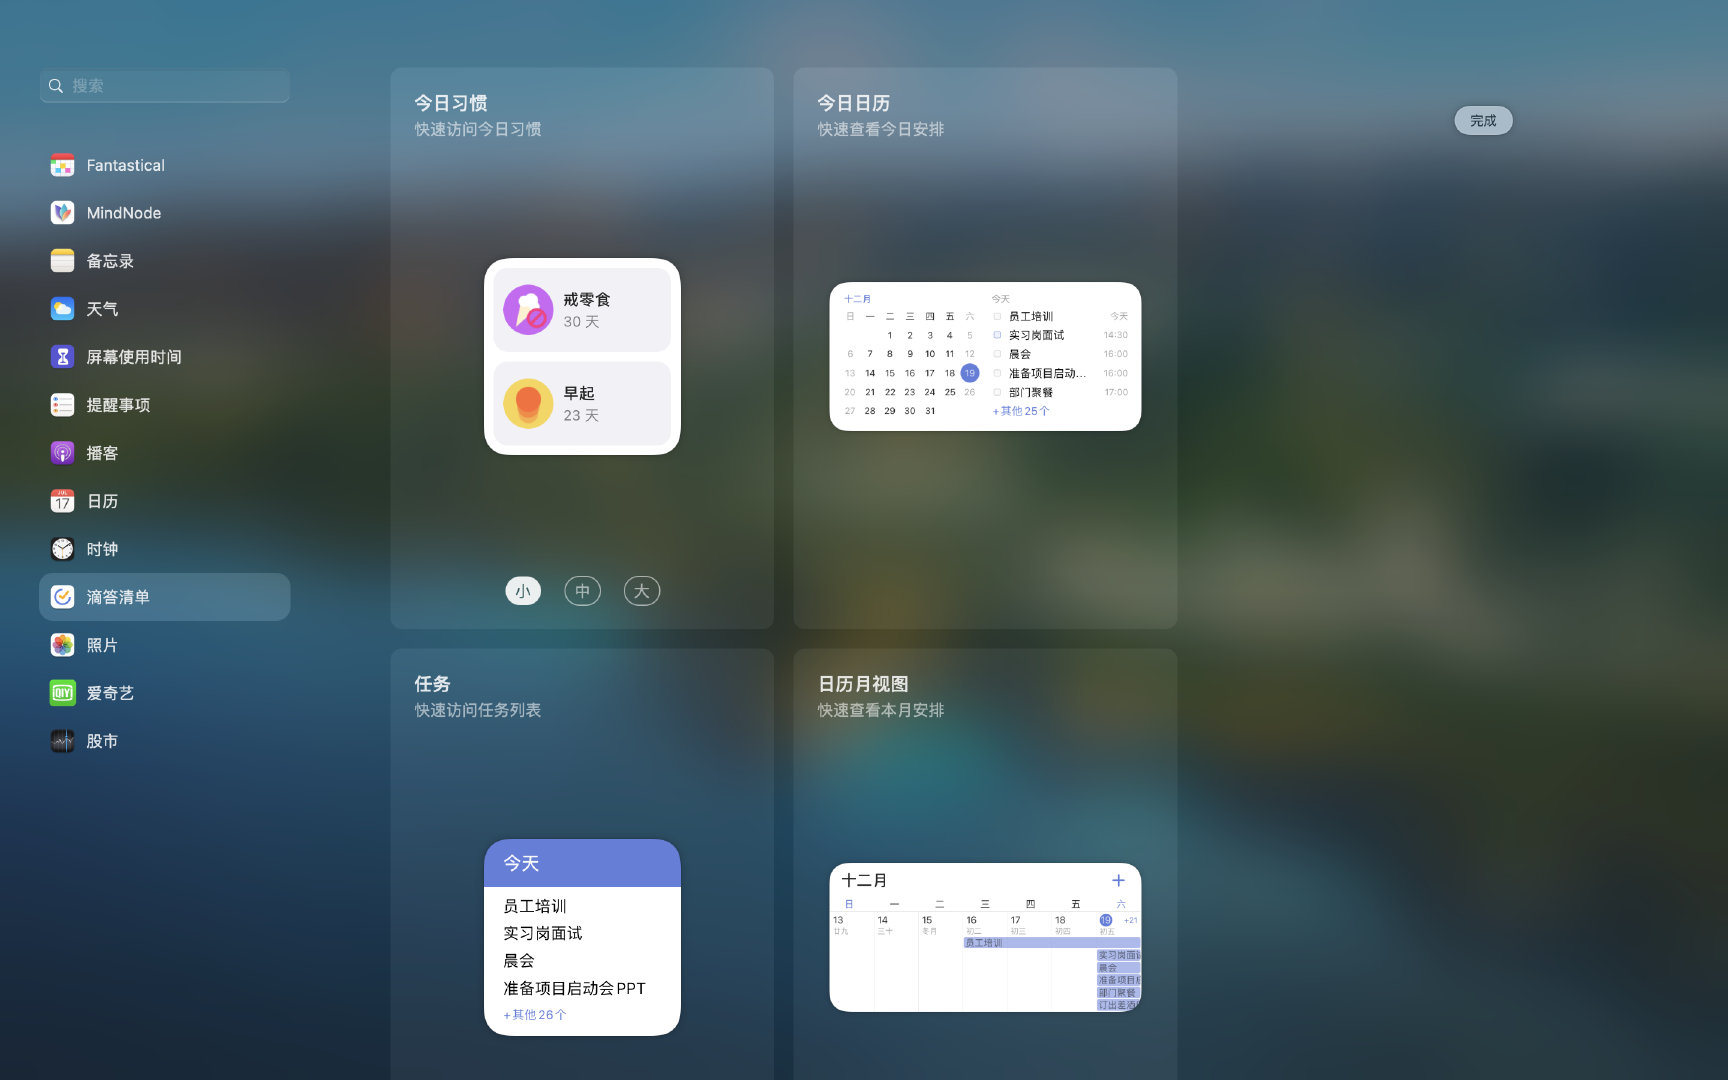 搜索
Fantastical
MindNode
备忘录
天气
屏幕使用时间
提醒事项
播客
JUL
17
日历
时钟
滴答清单
照片
QIY
爱奇艺
股市
今日习惯
快速访问今日习惯
戒零食
30 天
早起
23 天
小 中 大
今日日历
快速查看今日安排
十二月
日 一 二 三 四 五 六
1 2 3 4 5
6 7 8 9 10 11 12
13 14 15 16 17 18 19
20 21 22 23 24 25 26
27 28 29 30 31
今天
员工培训 今天
实习岗面试 14:30
晨会 16:00
准备项目启动... 16:00
部门聚餐 17:00
+其他25个
完成
任务
快速访问任务列表
今天
员工培训
实习岗面试
晨会
准备项目启动会PPT
+其他26个
日历月视图
快速查看本月安排
十二月 +
日 一 二 三 四 五 六
13 14 15 16 17 18 19 +21
廿九 三十 冬月 初二 初三 初四 初五
员工培训
实习岗面
晨会
准备项目
部门聚餐
订出差酒